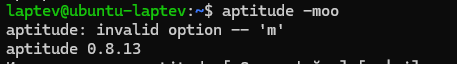 laptev@ubuntu-laptev:~$ aptitude -moo
aptitude: invalid option -- 'm'
aptitude 0.8.13